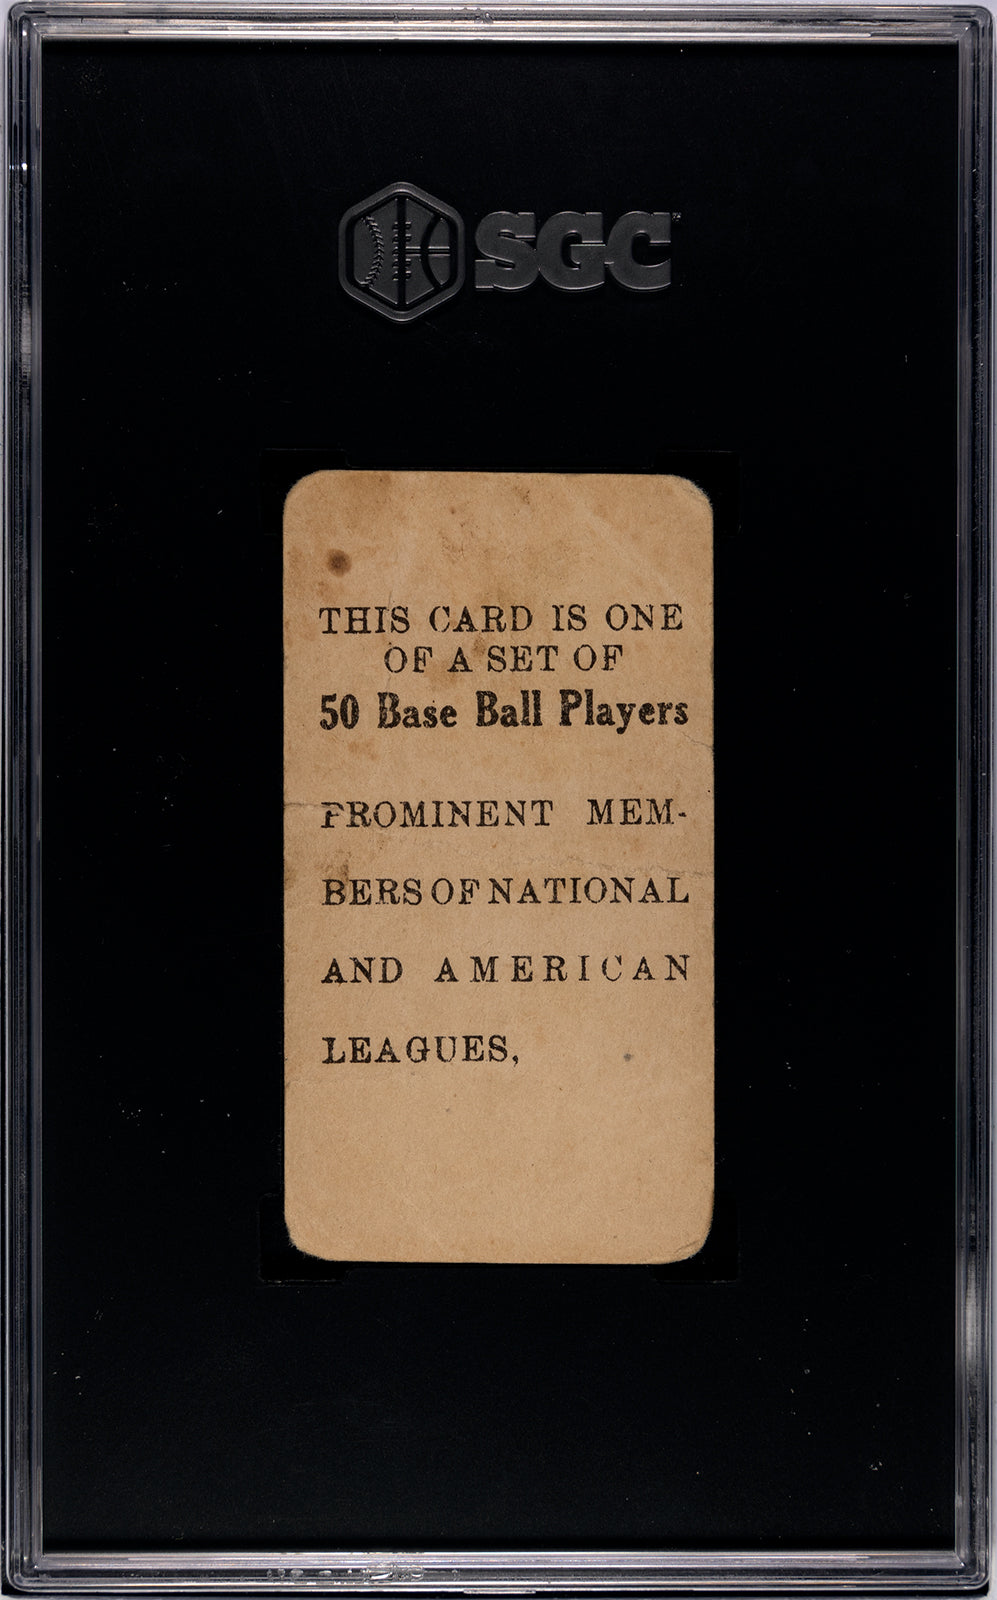 SGC
THIS CARD IS ONE
OF A SET OF
50 Base Ball Players
PROMINENT MEM-
BERS OF NATIONAL
AND AMERICAN
LEAGUES,